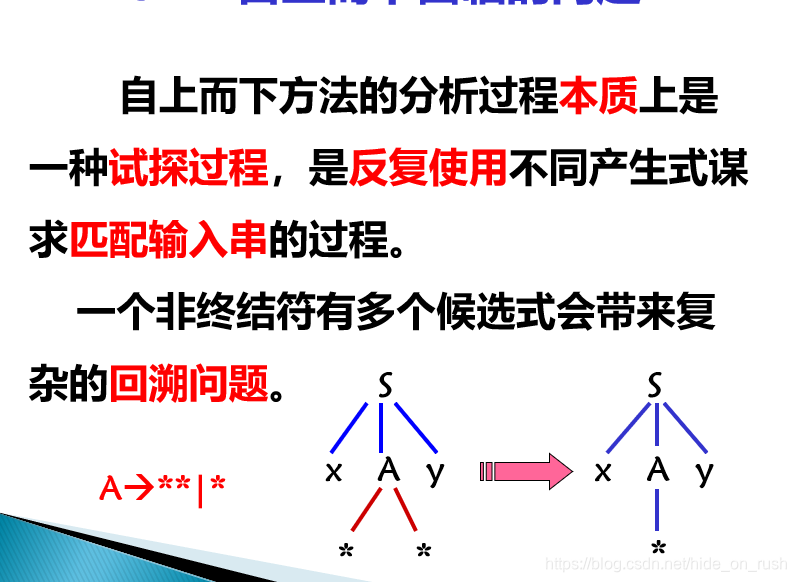 自上而下方法的分析过程本质上是
一种试探过程，是反复使用不同产生式谋
求匹配输入串的过程。
一个非终结符有多个候选式会带来复
杂的回溯问题。
S S
x A y x A y
A→**|*
* * *
https://blog.csdn.net/hide_on_rush